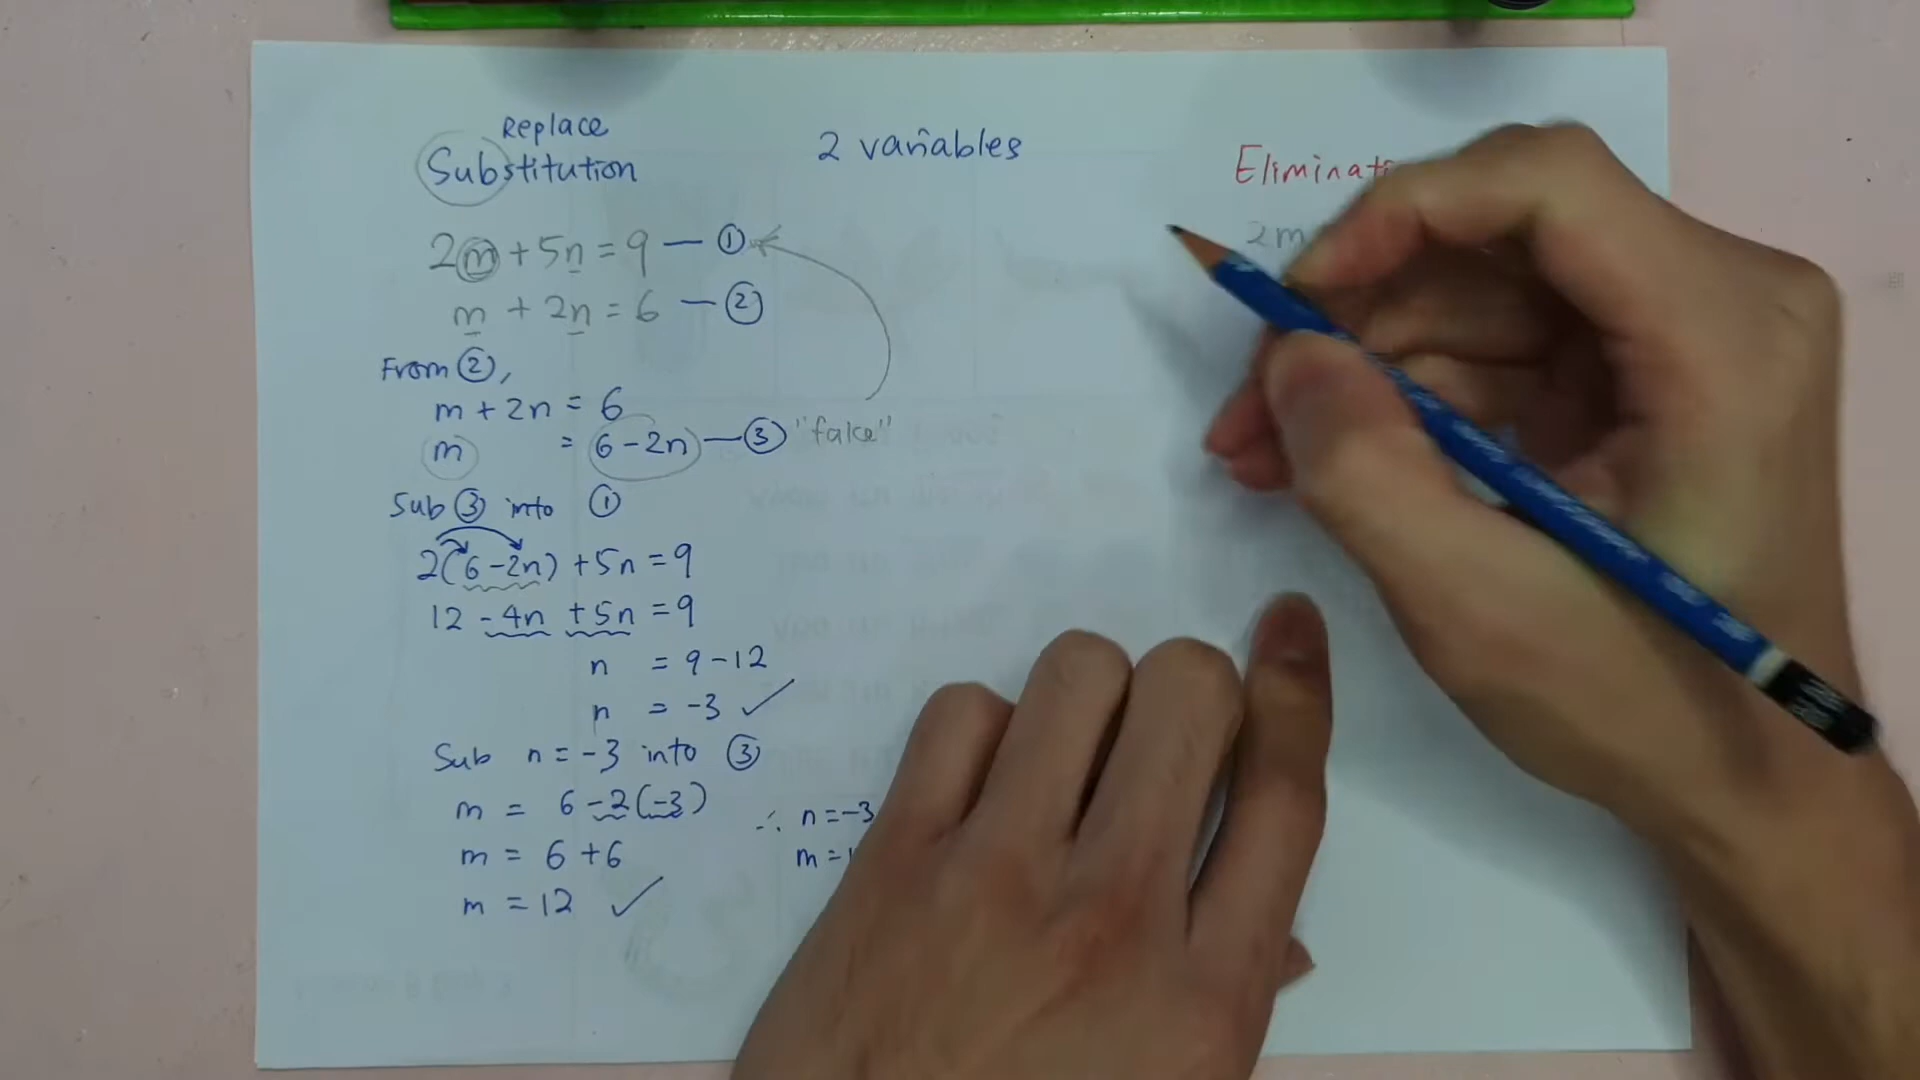 Replace
Substitution
2 variables
2m + 5n = 9 — ①
m + 2n = 6 — ②
From ②,
m + 2n = 6
m = 6 - 2n — ③ "fake"
Sub ③ into ①
2(6 - 2n) + 5n = 9
12 - 4n + 5n = 9
n = 9 - 12
n = -3 ✓
Sub n = -3 into ③
m = 6 - 2(-3)
m = 6 + 6
m = 12 ✓
∴ n = -3
m = 1
Eliminati
2m